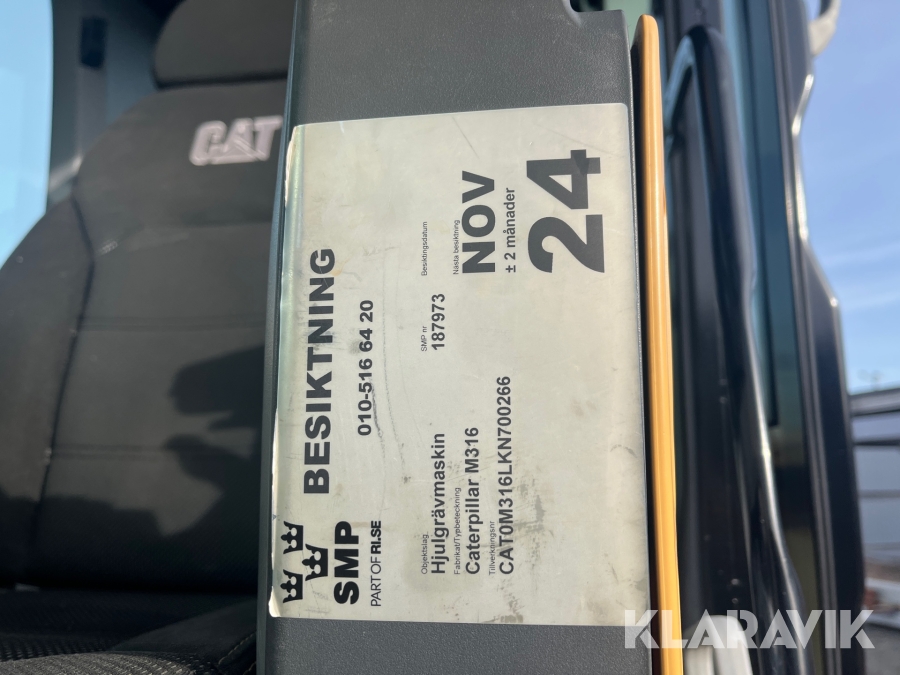 CAT
SMP BESIKTNING
PART OF RI.SE
010-516 64 20
Objektslag
Hjulgrävmaskin
Fabrikat/Typbeteckning
Caterpillar M316
Tillverkningsnr
CAT0M316LKN700266
SMP nr
187973
Besiktningsdatum
Nästa besiktning
NOV
± 2 månader
24
KLARAVIK